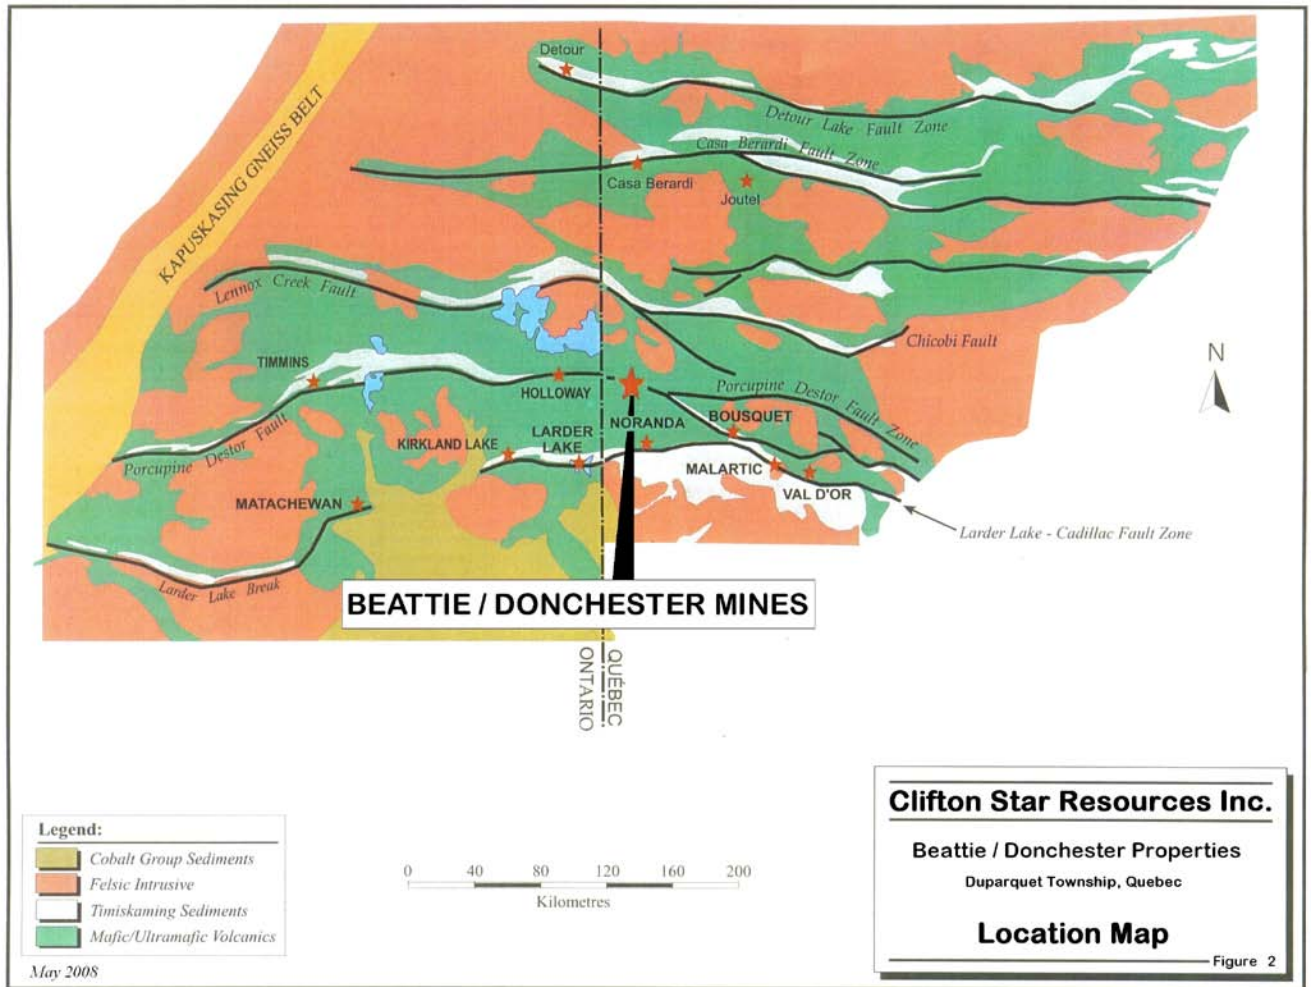 Detour
Detour Lake Fault Zone
Casa Berardi Fault Zone
Casa Berardi
Joutel
KAPUSKASING GNEISS BELT
Lennox Creek Fault
Chicobi Fault
N
TIMMINS
HOLLOWAY
Porcupine Destor Fault Zone
NORANDA
BOUSQUET
KIRKLAND LAKE
LARDER
LAKE
Porcupine Destor Fault
MALARTIC
VAL D'OR
MATACHEWAN
Larder Lake - Cadillac Fault Zone
Larder Lake Break
BEATTIE / DONCHESTER MINES
QUÉBEC
ONTARIO
Clifton Star Resources Inc.
Beattie / Donchester Properties
Duparquet Township, Quebec
Location Map
Figure 2
Legend:
Cobalt Group Sediments
Felsic Intrusive
Timiskaming Sediments
Mafic/Ultramafic Volcanics
0 40 80 120 160 200
Kilometres
May 2008